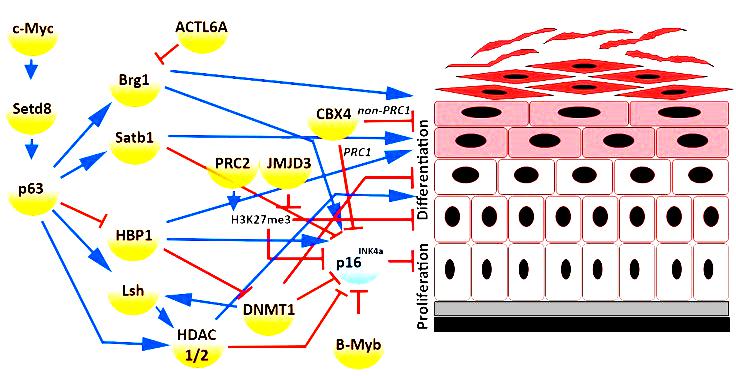 c-Myc
ACTL6A
Brg1
Setd8
CBX4
non-PRC1
Satb1
PRC1
PRC2
JMJD3
p63
H3K27me3
HBP1
p16
INK4a
Lsh
DNMT1
HDAC
1/2
B-Myb
Differentiation
Proliferation